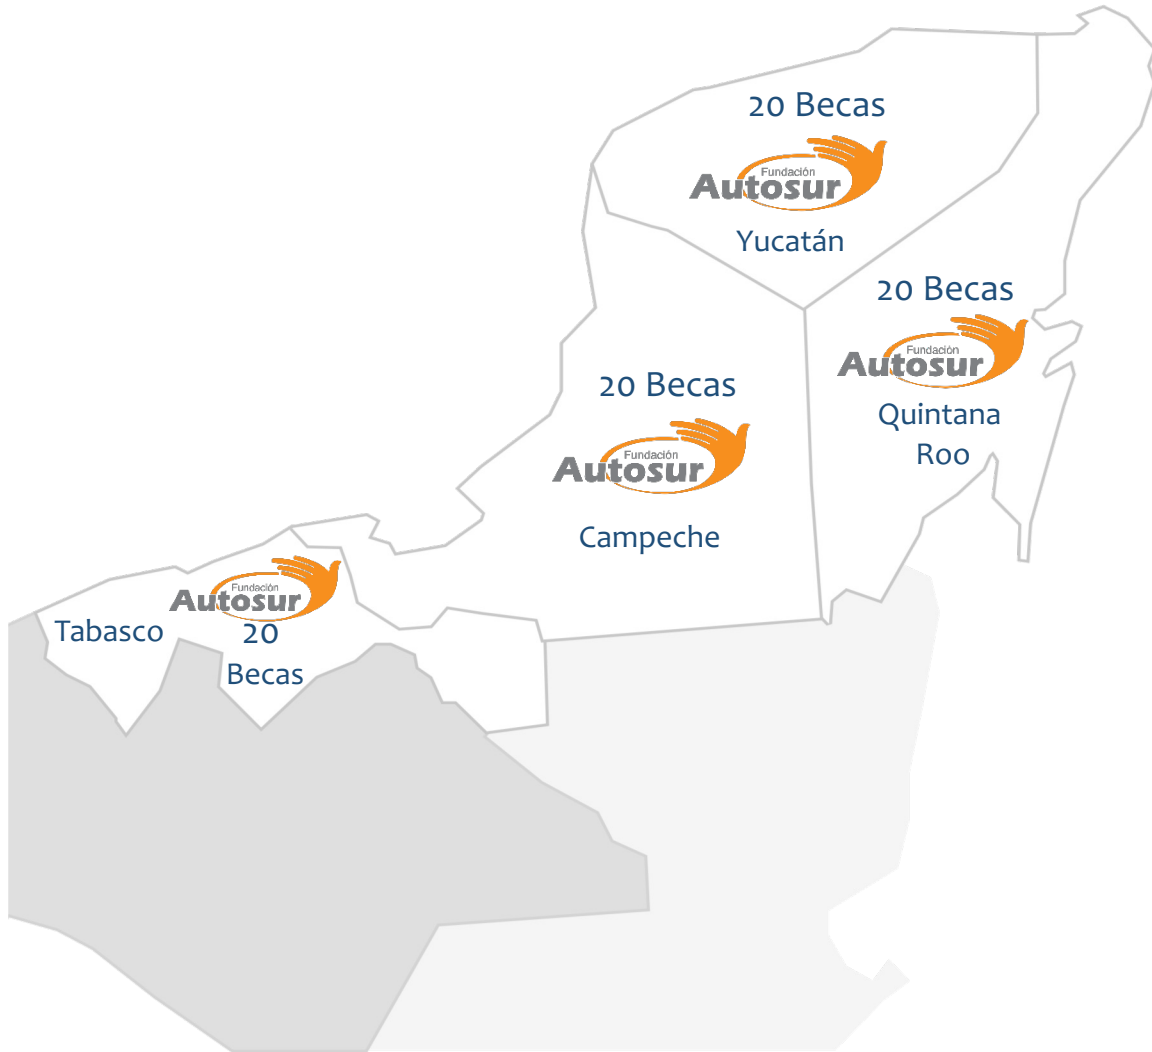 20 Becas
Fundación
Autosur
Yucatán
20 Becas
Fundación
Autosur
Quintana
Roo
20 Becas
Fundación
Autosur
Campeche
Fundación
Autosur
Tabasco
20
Becas